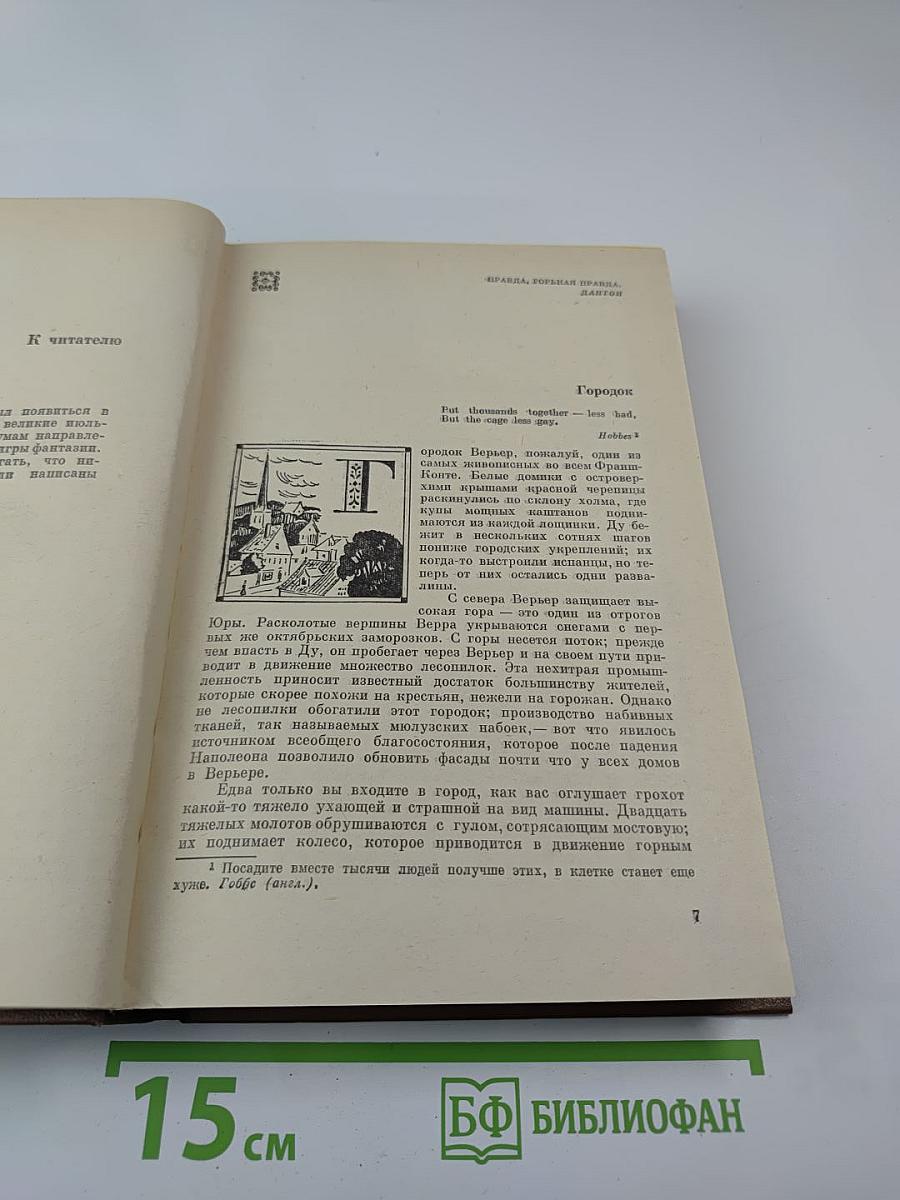 К читателю
ыл появиться в
великие июль-
умам направле-
игры фантазии.
гать, что ни-
ли написаны
ПРАВДА, ГОРЬКАЯ ПРАВДА.
ДАНТОН
Городок
Put thousands together — less bad,
But the cage less gay.
Hobbes ¹
Г
ородок Верьер, пожалуй, один из
самых живописных во всем Франш-
Конте. Белые домики с островер-
хими крышами красной черепицы
раскинулись по склону холма, где
купы мощных каштанов подни-
маются из каждой лощинки. Ду бе-
жит в нескольких сотнях шагов
пониже городских укреплений; их
когда-то выстроили испанцы, но те-
перь от них остались одни разва-
лины.
С севера Верьер защищает вы-
сокая гора — это один из отрогов
Юры. Расколотые вершины Верра укрываются снегами с пер-
вых же октябрьских заморозков. С горы несется поток; прежде
чем впасть в Ду, он пробегает через Верьер и на своем пути при-
водит в движение множество лесопилок. Эта нехитрая промыш-
ленность приносит известный достаток большинству жителей,
которые скорее похожи на крестьян, нежели на горожан. Однако
не лесопилки обогатили этот городок; производство набивных
тканей, так называемых мюлузских набоек,— вот что явилось
источником всеобщего благосостояния, которое после падения
Наполеона позволило обновить фасады почти что у всех домов
в Верьере.
Едва только вы входите в город, как вас оглушает грохот
какой-то тяжело ухающей и страшной на вид машины. Двадцать
тяжелых молотов обрушиваются с гулом, сотрясающим мостовую;
их поднимает колесо, которое приводится в движение горным
¹ Посадите вместе тысячи людей получше этих, в клетке станет еще
хуже. Гоббс (англ.).
7
15 см
БФ БИБЛИОФАН